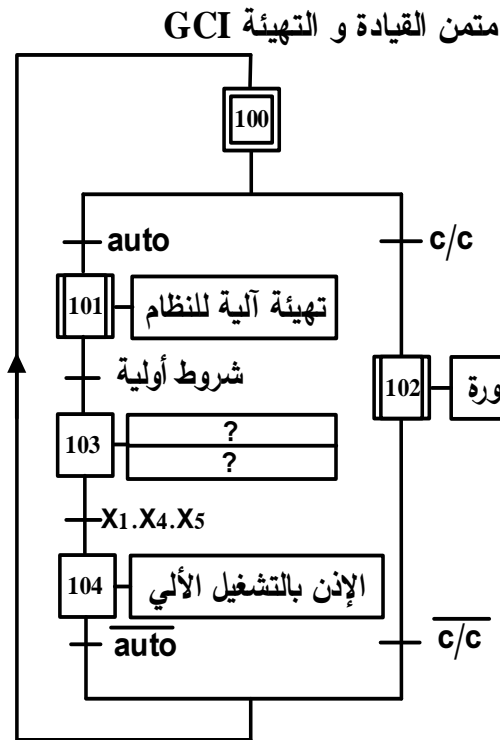 متمن القيادة و التهيئة GCI
100
auto
c/c
101
تهيئة آلية للنظام
شروط أولية
102
ورة
103
?
?
X1.X4.X5
104
الإذن بالتشغيل الألي
a̅u̅t̅o̅
c̅/̅c̅